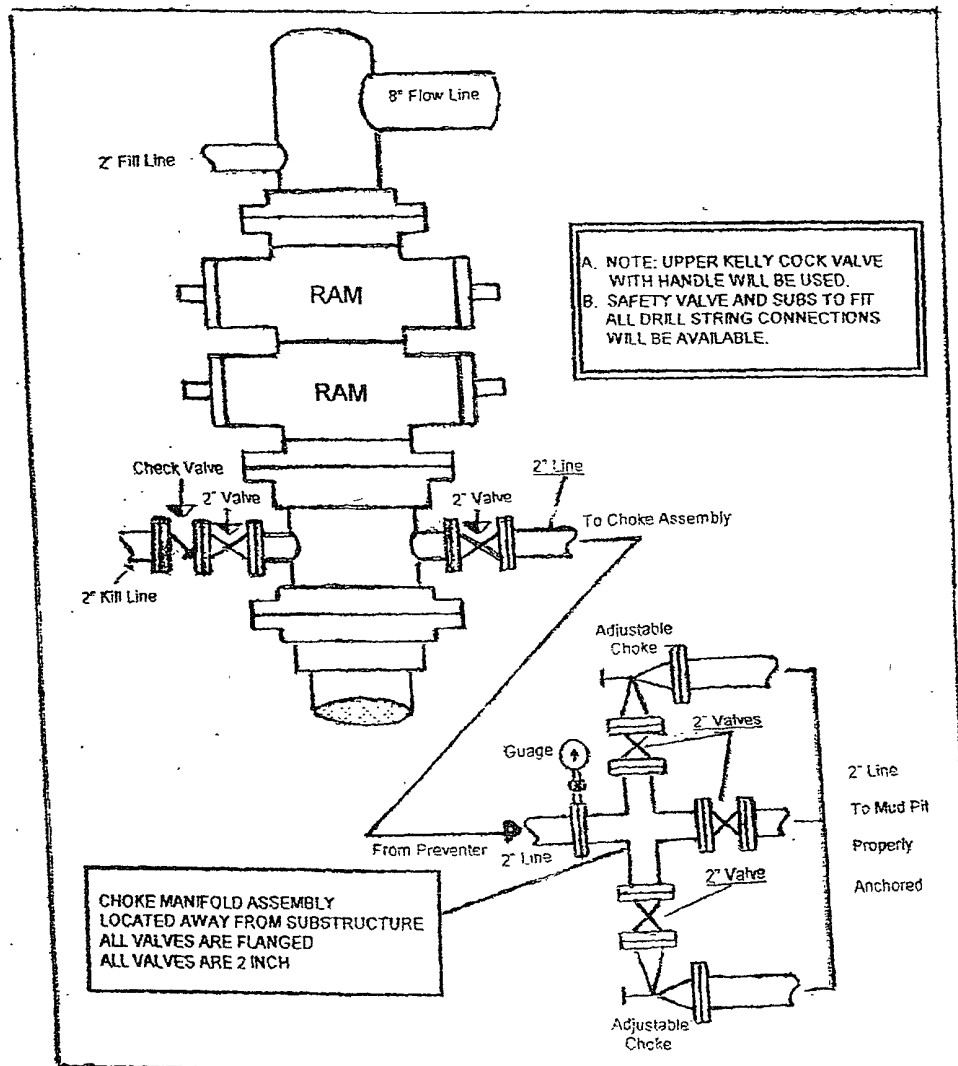 8" Flow Line
2" Fill Line
A. NOTE: UPPER KELLY COCK VALVE
WITH HANDLE WILL BE USED.
B. SAFETY VALVE AND SUBS TO FIT
ALL DRILL STRING CONNECTIONS
WILL BE AVAILABLE.
RAM
RAM
Check Valve
2" Valve
2" Valve
2" Line
To Choke Assembly
2" Kill Line
Adjustable
Choke
2" Valves
Guage
2" Line
To Mud Pit
Properly
Anchored
From Preventer
2" Line
2" Valve
CHOKE MANIFOLD ASSEMBLY
LOCATED AWAY FROM SUBSTRUCTURE
ALL VALVES ARE FLANGED
ALL VALVES ARE 2 INCH
Adjustable
Choke